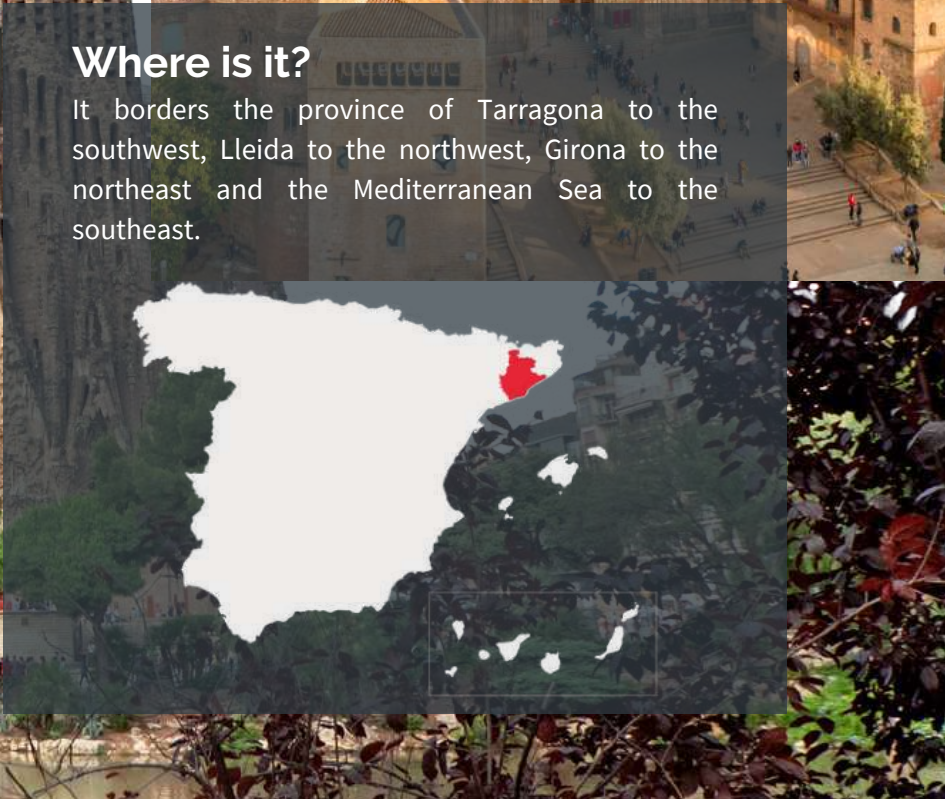 Where is it?
It borders the province of Tarragona to the
southwest, Lleida to the northwest, Girona to the
northeast and the Mediterranean Sea to the
southeast.